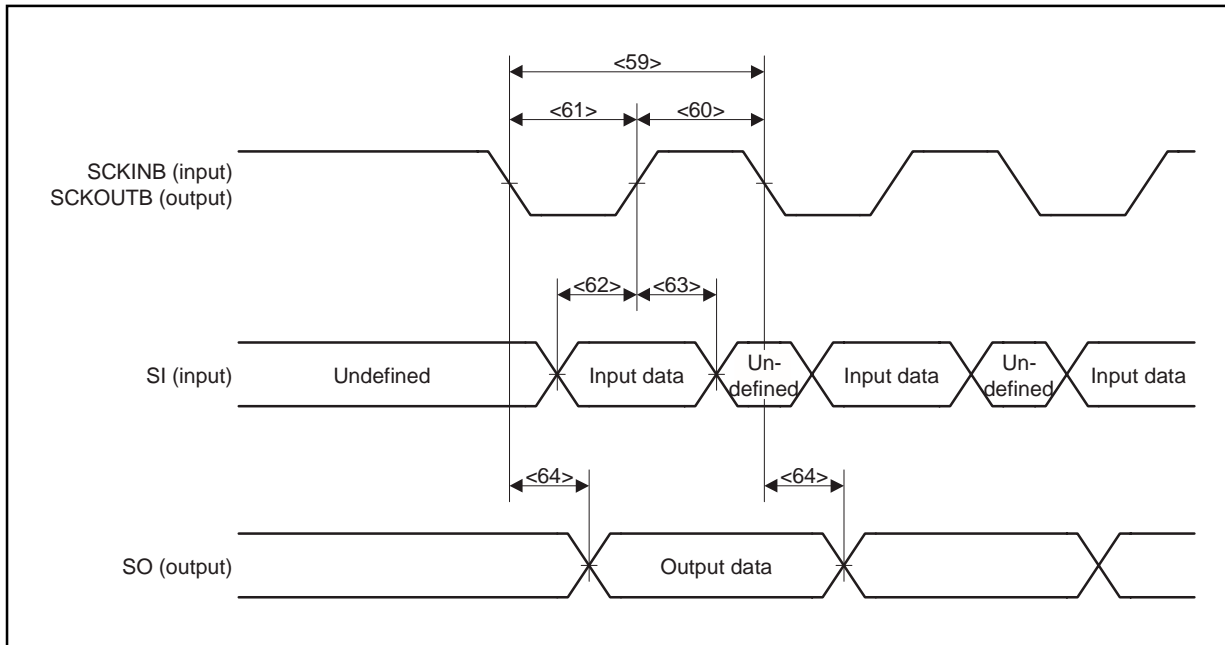 <59>
<61>
<60>
SCKINB (input)
SCKOUTB (output)
<62>
<63>
SI (input)
Undefined
Input data
Un-
defined
Input data
Un-
defined
Input data
<64>
<64>
SO (output)
Output data